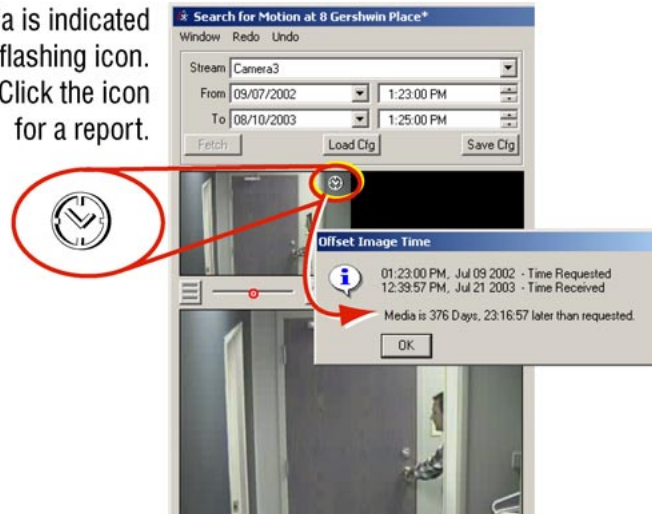 a is indicated
flashing icon.
Click the icon
for a report.
Search for Motion at 8 Gershwin Place*
Window Redo Undo
Stream Camera3
From 09/07/2002 1:23:00 PM
To 08/10/2003 1:25:00 PM
Fetch Load Cfg Save Cfg
Offset Image Time
01:23:00 PM, Jul 09 2002 - Time Requested
12:39:57 PM, Jul 21 2003 - Time Received
Media is 376 Days, 23:16:57 later than requested.
OK